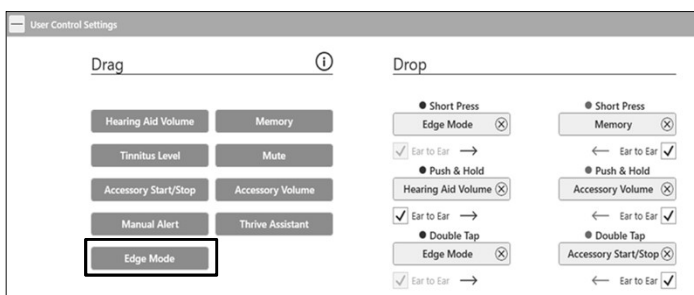 User Control Settings
Drag
Drop
Hearing Aid Volume Memory
Tinnitus Level Mute
Accessory Start/Stop Accessory Volume
Manual Alert Thrive Assistant
Edge Mode
Short Press
Edge Mode
Ear to Ear →
Push & Hold
Hearing Aid Volume
Ear to Ear →
Double Tap
Edge Mode
Ear to Ear →
Short Press
Memory
← Ear to Ear
Push & Hold
Accessory Volume
← Ear to Ear
Double Tap
Accessory Start/Stop
← Ear to Ear